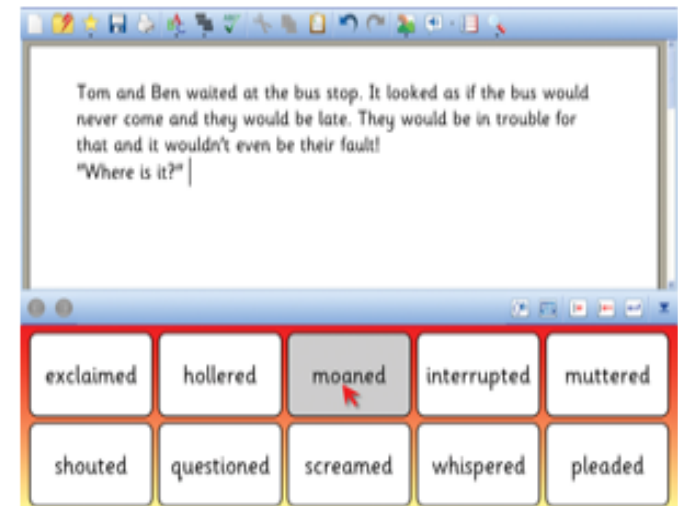 Tom and Ben waited at the bus stop. It looked as if the bus would
never come and they would be late. They would be in trouble for
that and it wouldn't even be their fault!
"Where is it?"
exclaimed hollered moaned interrupted muttered
shouted questioned screamed whispered pleaded